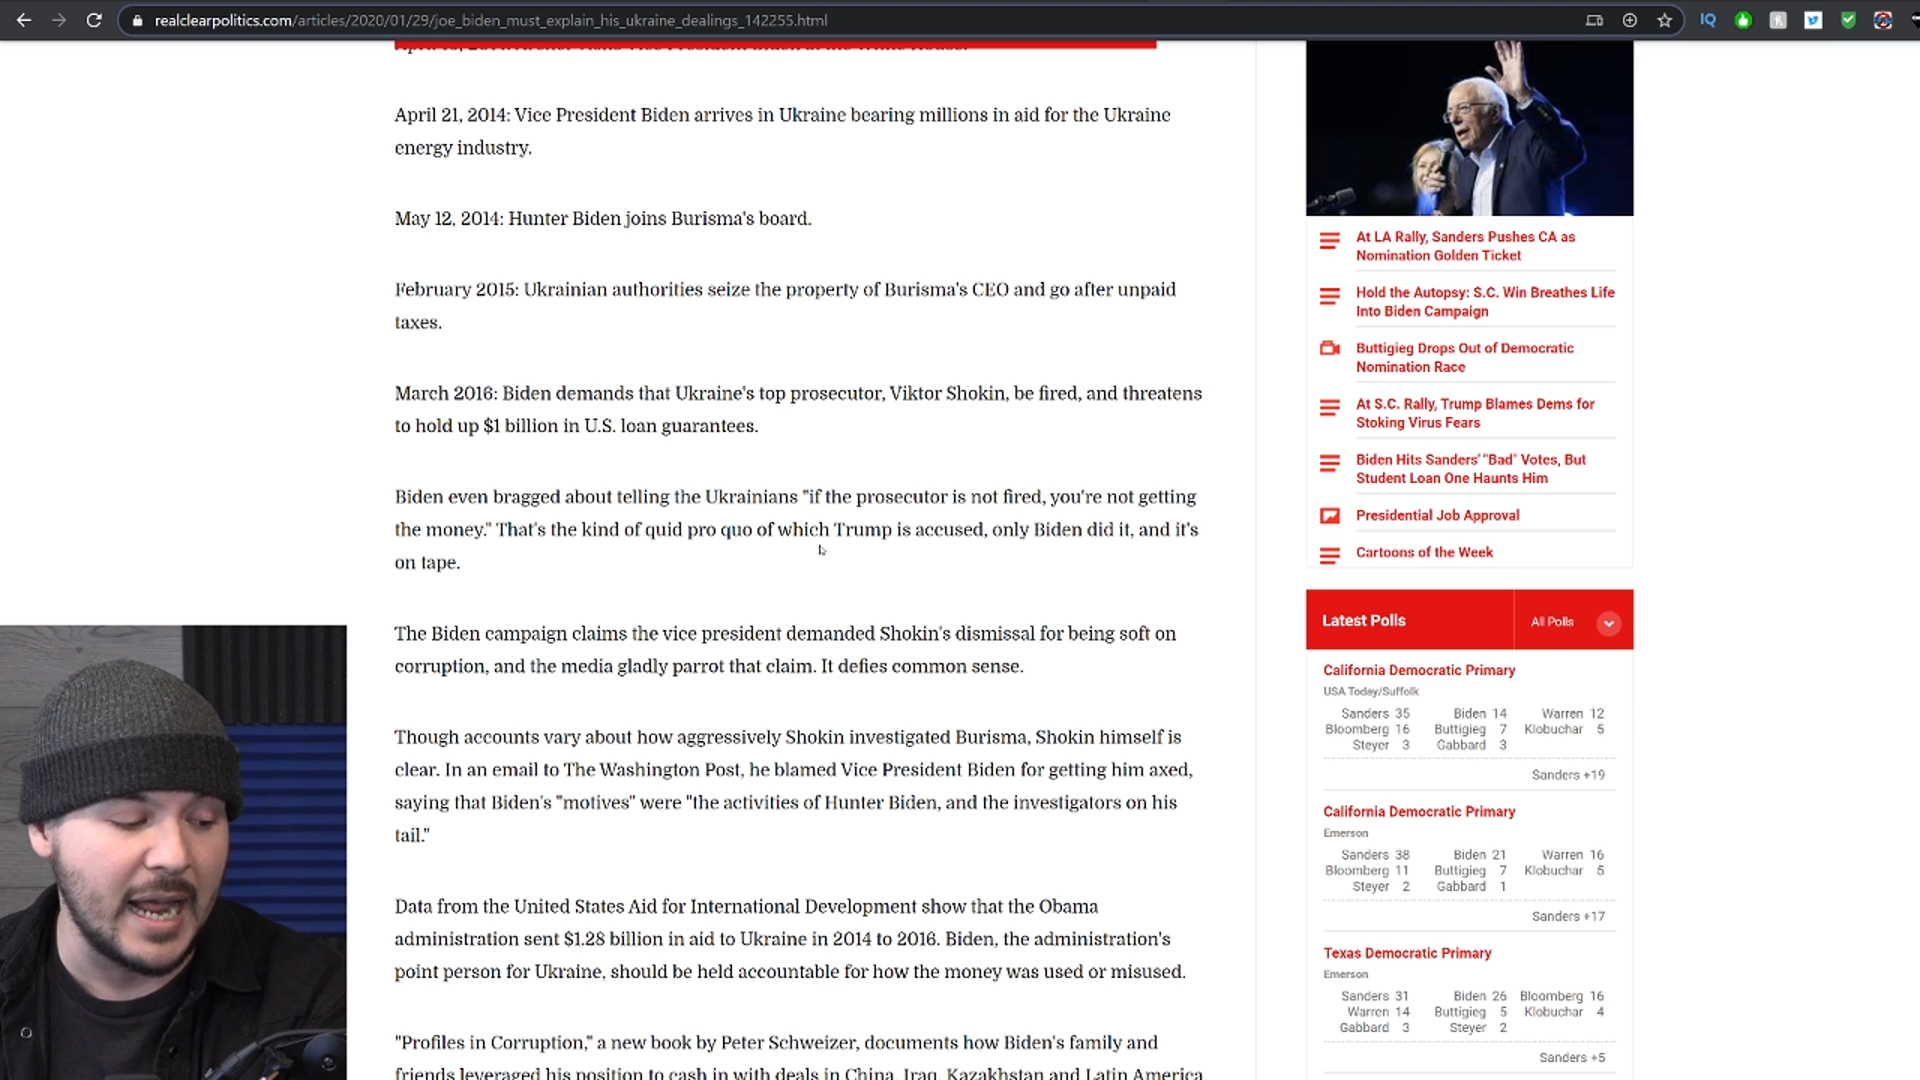 realclearpolitics.com/articles/2020/01/29/joe_biden_must_explain_his_ukraine_dealings_142255.html
April 21, 2014: Vice President Biden arrives in Ukraine bearing millions in aid for the Ukraine
energy industry.
May 12, 2014: Hunter Biden joins Burisma's board.
February 2015: Ukrainian authorities seize the property of Burisma's CEO and go after unpaid
taxes.
March 2016: Biden demands that Ukraine's top prosecutor, Viktor Shokin, be fired, and threatens
to hold up $1 billion in U.S. loan guarantees.
Biden even bragged about telling the Ukrainians "if the prosecutor is not fired, you're not getting
the money." That's the kind of quid pro quo of which Trump is accused, only Biden did it, and it's
on tape.
The Biden campaign claims the vice president demanded Shokin's dismissal for being soft on
corruption, and the media gladly parrot that claim. It defies common sense.
Though accounts vary about how aggressively Shokin investigated Burisma, Shokin himself is
clear. In an email to The Washington Post, he blamed Vice President Biden for getting him axed,
saying that Biden's "motives" were "the activities of Hunter Biden, and the investigators on his
tail."
Data from the United States Aid for International Development show that the Obama
administration sent $1.28 billion in aid to Ukraine in 2014 to 2016. Biden, the administration's
point person for Ukraine, should be held accountable for how the money was used or misused.
"Profiles in Corruption," a new book by Peter Schweizer, documents how Biden's family and
friends leveraged his position to cash in with deals in China, Iraq, Kazakhstan and Latin America,
At LA Rally, Sanders Pushes CA as
Nomination Golden Ticket
Hold the Autopsy: S.C. Win Breathes Life
Into Biden Campaign
Buttigieg Drops Out of Democratic
Nomination Race
At S.C. Rally, Trump Blames Dems for
Stoking Virus Fears
Biden Hits Sanders' "Bad" Votes, But
Student Loan One Haunts Him
Presidential Job Approval
Cartoons of the Week
Latest Polls All Polls
California Democratic Primary
USA Today/Suffolk
Sanders 35 Biden 14 Warren 12
Bloomberg 16 Buttigieg 7 Klobuchar 5
Steyer 3 Gabbard 3
Sanders +19
California Democratic Primary
Emerson
Sanders 38 Biden 21 Warren 16
Bloomberg 11 Buttigieg 7 Klobuchar 5
Steyer 2 Gabbard 1
Sanders +17
Texas Democratic Primary
Emerson
Sanders 31 Biden 26 Bloomberg 16
Warren 14 Buttigieg 5 Klobuchar 4
Gabbard 3 Steyer 2
Sanders +5